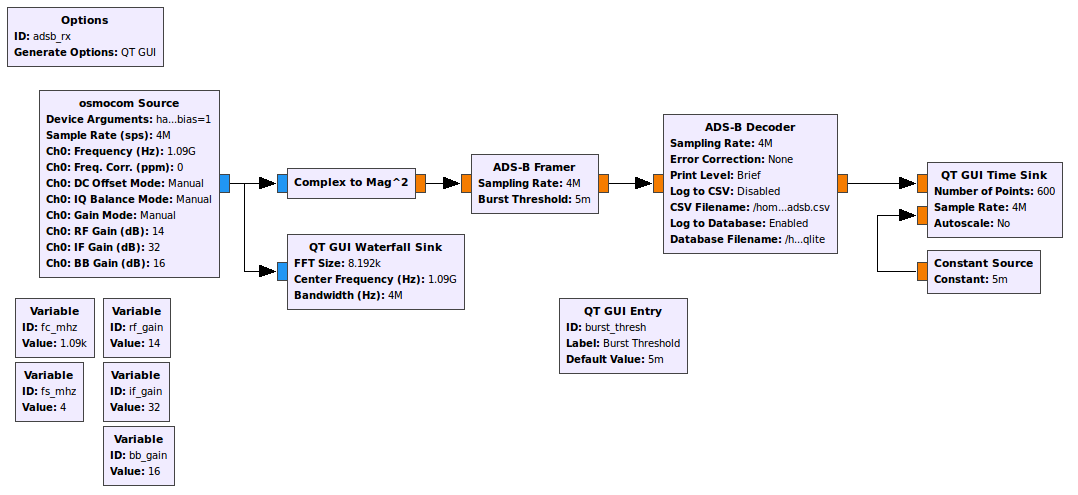 Options
ID: adsb_rx
Generate Options: QT GUI
osmocom Source
Device Arguments: ha...bias=1
Sample Rate (sps): 4M
Ch0: Frequency (Hz): 1.09G
Ch0: Freq. Corr. (ppm): 0
Ch0: DC Offset Mode: Manual
Ch0: IQ Balance Mode: Manual
Ch0: Gain Mode: Manual
Ch0: RF Gain (dB): 14
Ch0: IF Gain (dB): 32
Ch0: BB Gain (dB): 16
Complex to Mag^2
QT GUI Waterfall Sink
FFT Size: 8.192k
Center Frequency (Hz): 1.09G
Bandwidth (Hz): 4M
ADS-B Framer
Sampling Rate: 4M
Burst Threshold: 5m
ADS-B Decoder
Sampling Rate: 4M
Error Correction: None
Print Level: Brief
Log to CSV: Disabled
CSV Filename: /hom...adsb.csv
Log to Database: Enabled
Database Filename: /h...qlite
QT GUI Time Sink
Number of Points: 600
Sample Rate: 4M
Autoscale: No
Constant Source
Constant: 5m
Variable
ID: fc_mhz
Value: 1.09k
Variable
ID: rf_gain
Value: 14
Variable
ID: fs_mhz
Value: 4
Variable
ID: if_gain
Value: 32
Variable
ID: bb_gain
Value: 16
QT GUI Entry
ID: burst_thresh
Label: Burst Threshold
Default Value: 5m